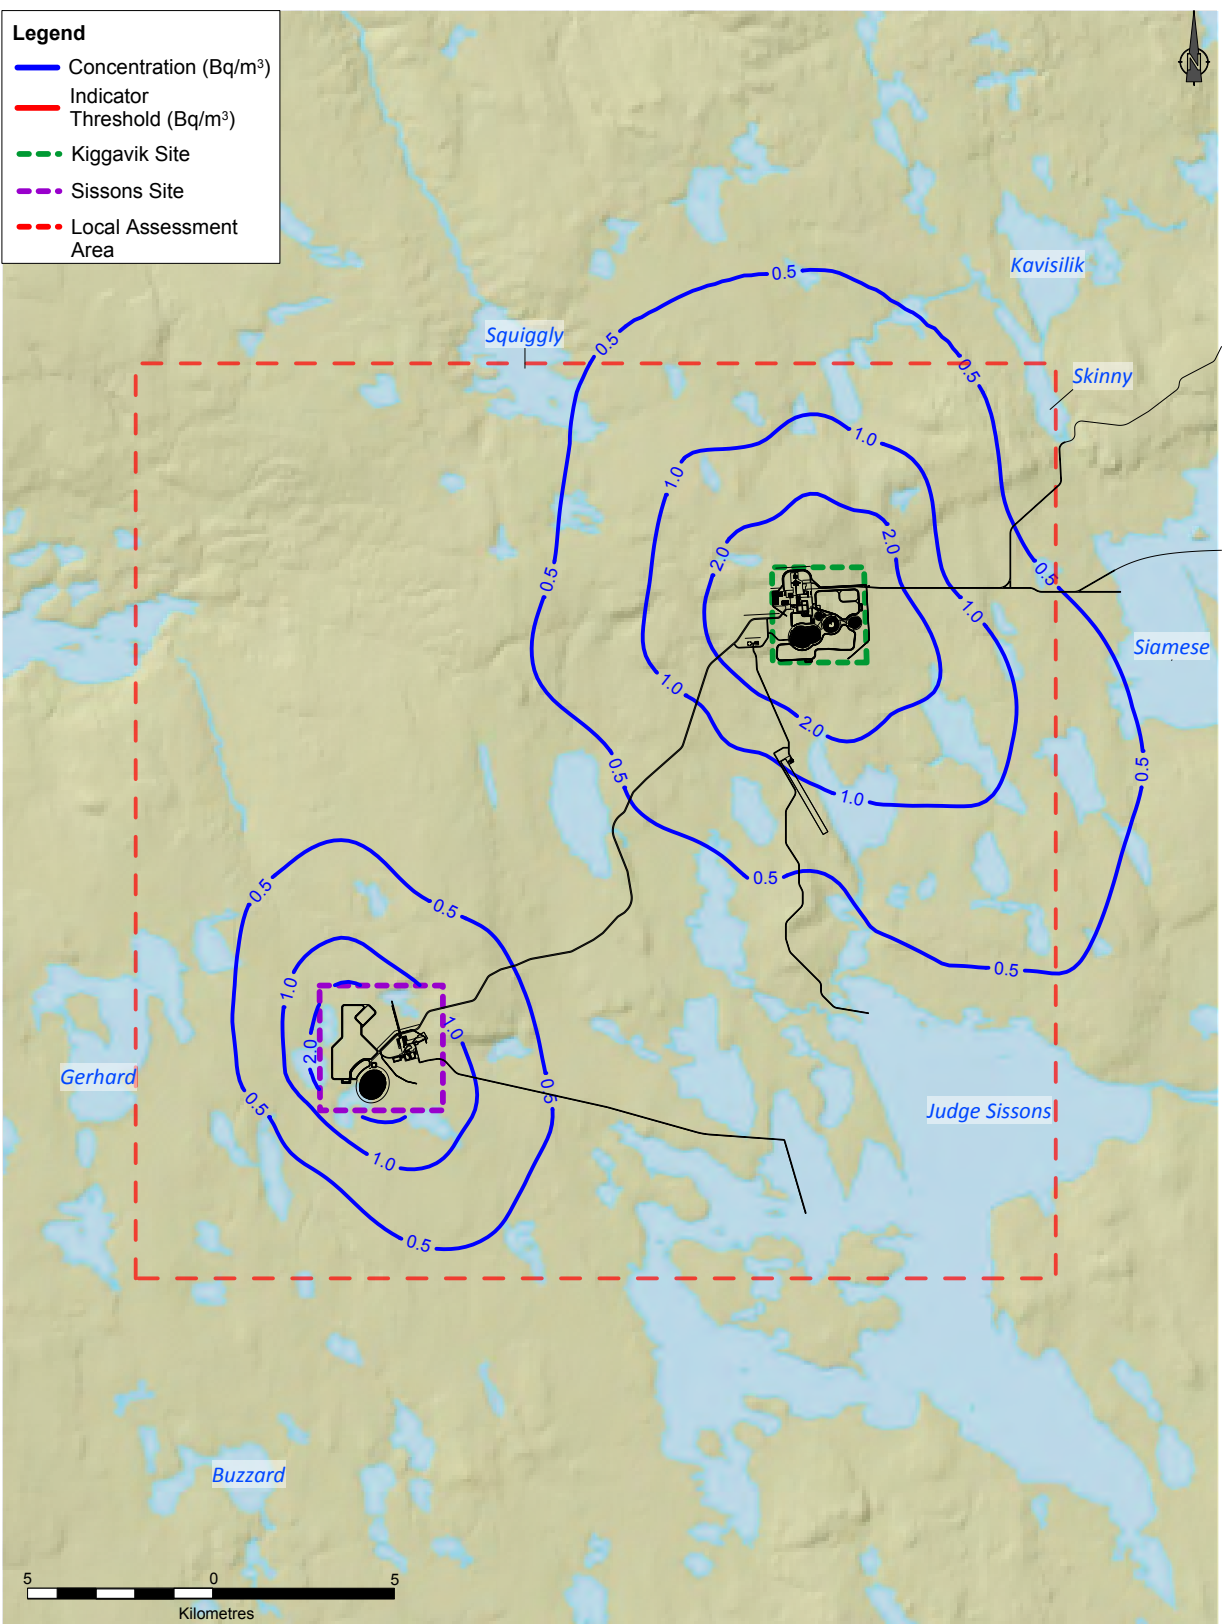 Legend
Concentration (Bq/m³)
Indicator
Threshold (Bq/m³)
Kiggavik Site
Sissons Site
Local Assessment
Area
N
Kavisilik
0.5
Squiggly
0.5
0.5
Skinny
1.0
1.0
2.0
2.0
0.5
0.5
1.0
Siamese
1.0
2.0
0.5
0.5
1.0
0.5
0.5
0.5
0.5
1.0
1.0
2.0
Gerhard
0.5
0.5
Judge Sissons
1.0
0.5
Buzzard
5 0 5
Kilometres